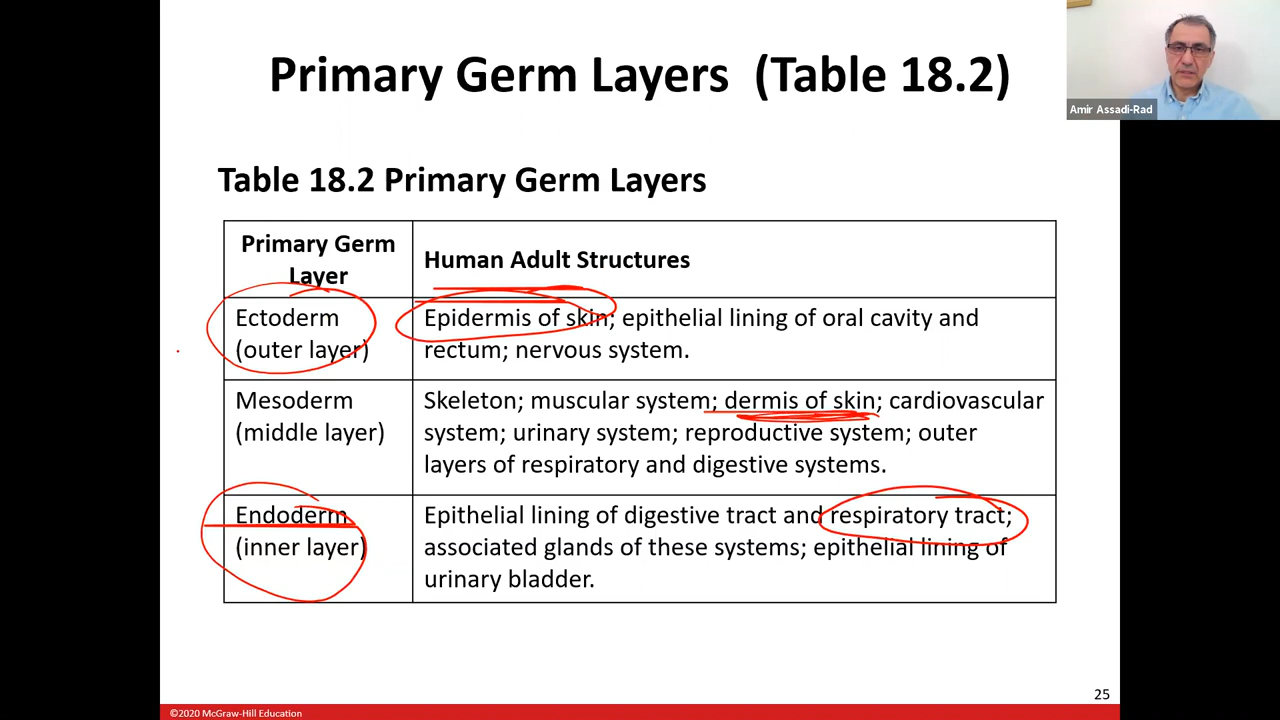 Primary Germ Layers (Table 18.2)
Amir Assadi-Rad
Table 18.2 Primary Germ Layers
Primary Germ
Layer
Human Adult Structures
Ectoderm
(outer layer)
Epidermis of skin; epithelial lining of oral cavity and
rectum; nervous system.
Mesoderm
(middle layer)
Skeleton; muscular system; dermis of skin; cardiovascular
system; urinary system; reproductive system; outer
layers of respiratory and digestive systems.
Endoderm
(inner layer)
Epithelial lining of digestive tract and respiratory tract;
associated glands of these systems; epithelial lining of
urinary bladder.
25
©2020 McGraw-Hill Education